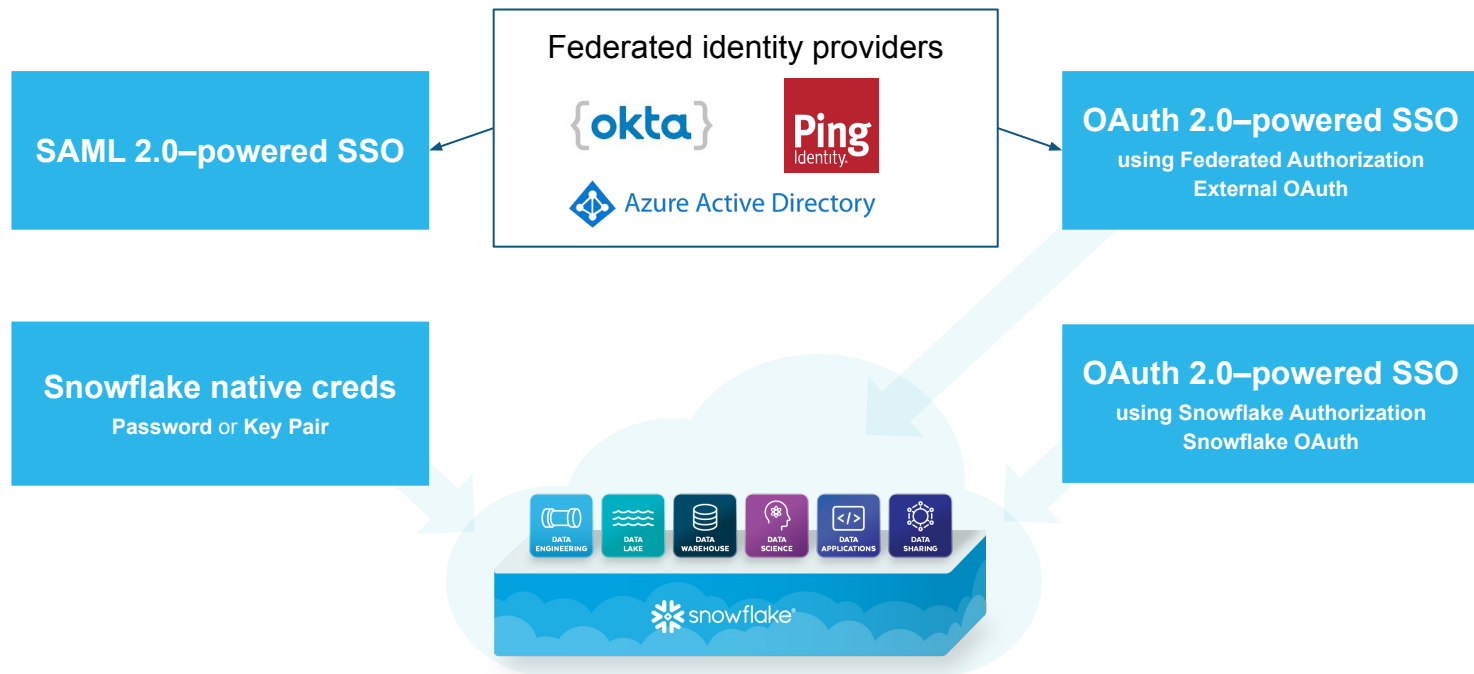 Federated identity providers
{okta}
Ping
Identity.
Azure Active Directory
SAML 2.0–powered SSO
OAuth 2.0–powered SSO
using Federated Authorization
External OAuth
Snowflake native creds
Password or Key Pair
OAuth 2.0–powered SSO
using Snowflake Authorization
Snowflake OAuth
DATA
ENGINEERING
DATA
LAKE
DATA
WAREHOUSE
DATA
SCIENCE
</>
DATA
APPLICATIONS
DATA
SHARING
snowflake®